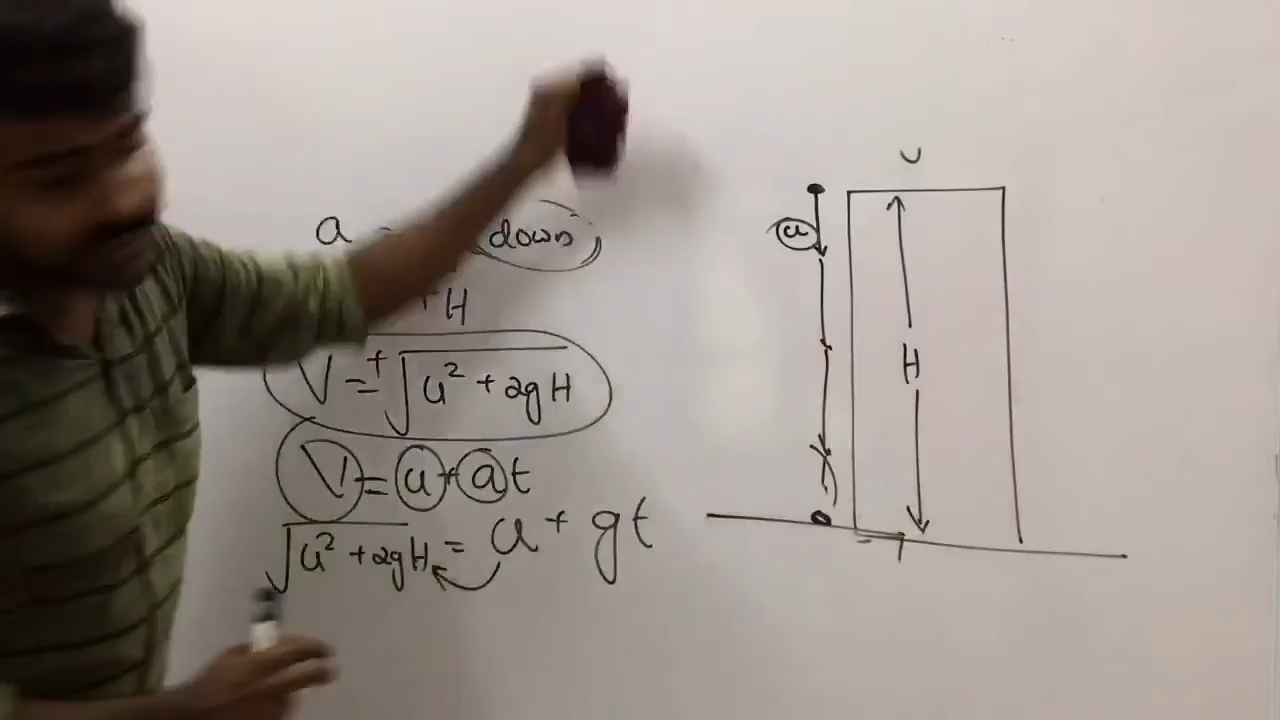 a down
+ H
V = + √(u² + 2gH)
V = u + at
√(u² + 2gH) = u + gt
u
H